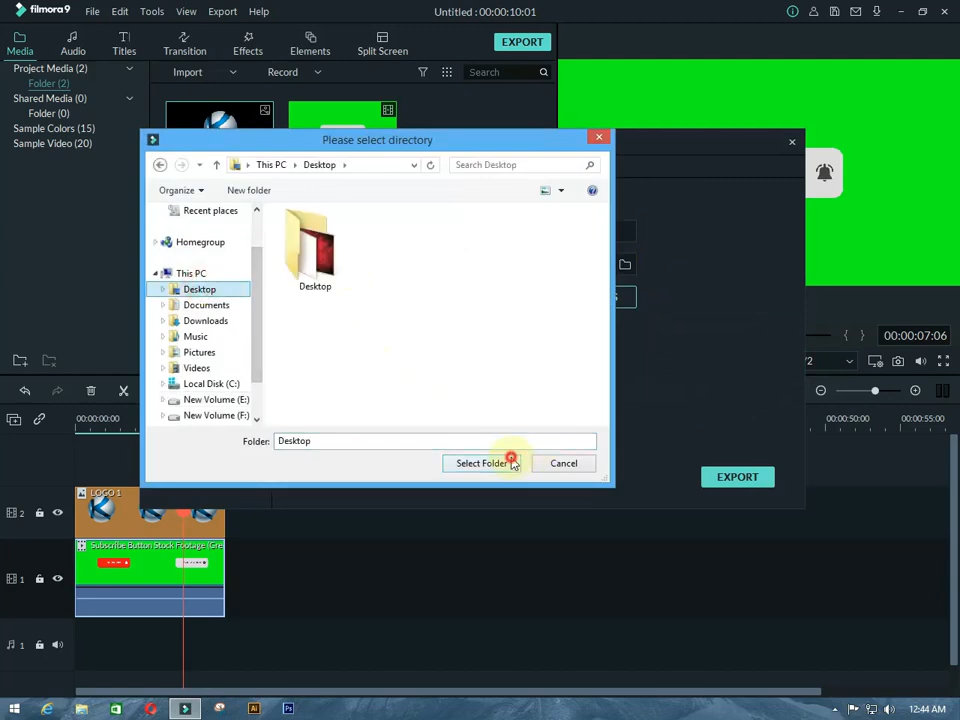 filmora9
File
Edit
Tools
View
Export
Help
Untitled : 00:00:10:01
Media
Audio
Titles
Transition
Effects
Elements
Split Screen
EXPORT
Project Media (2)
Folder (2)
Shared Media (0)
Folder (0)
Sample Colors (15)
Sample Video (20)
Import
Record
Search
Please select directory
This PC
Desktop
Search Desktop
Organize
New folder
Recent places
Homegroup
This PC
Desktop
Documents
Downloads
Music
Pictures
Videos
Local Disk (C:)
New Volume (E:)
New Volume (F:)
Desktop
Folder:
Desktop
Select Folder
Cancel
EXPORT
00:00:07:06
/2
00:00:00:00
00:00:50:00
00:00:55:00
2
LOGO 1
1
Subscribe Button Stock Footage (Gre
1
Ai
Ps
12:44 AM